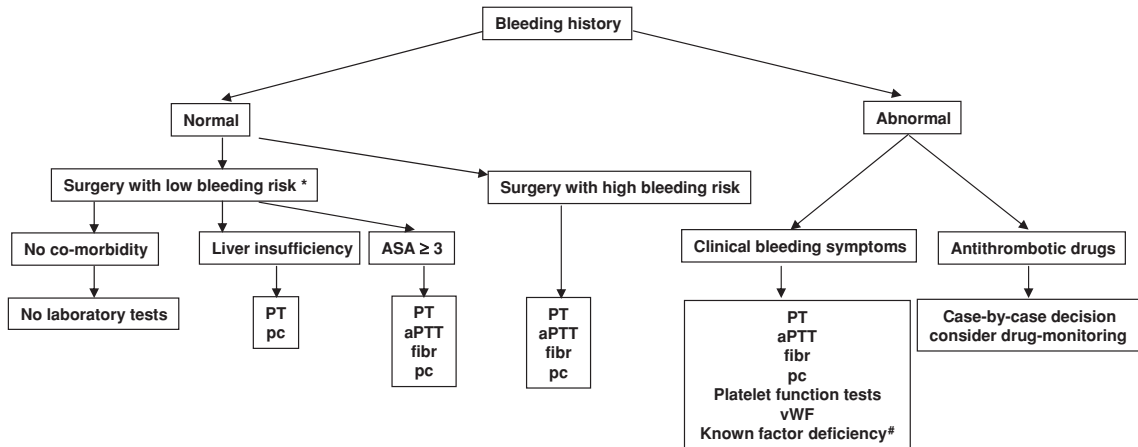 Bleeding history
Normal
Abnormal
Surgery with low bleeding risk *
Surgery with high bleeding risk
No co-morbidity
Liver insufficiency
ASA ≥ 3
Clinical bleeding symptoms
Antithrombotic drugs
No laboratory tests
PT
pc
PT
aPTT
fibr
pc
PT
aPTT
fibr
pc
PT
aPTT
fibr
pc
Platelet function tests
vWF
Known factor deficiency#
Case-by-case decision
consider drug-monitoring